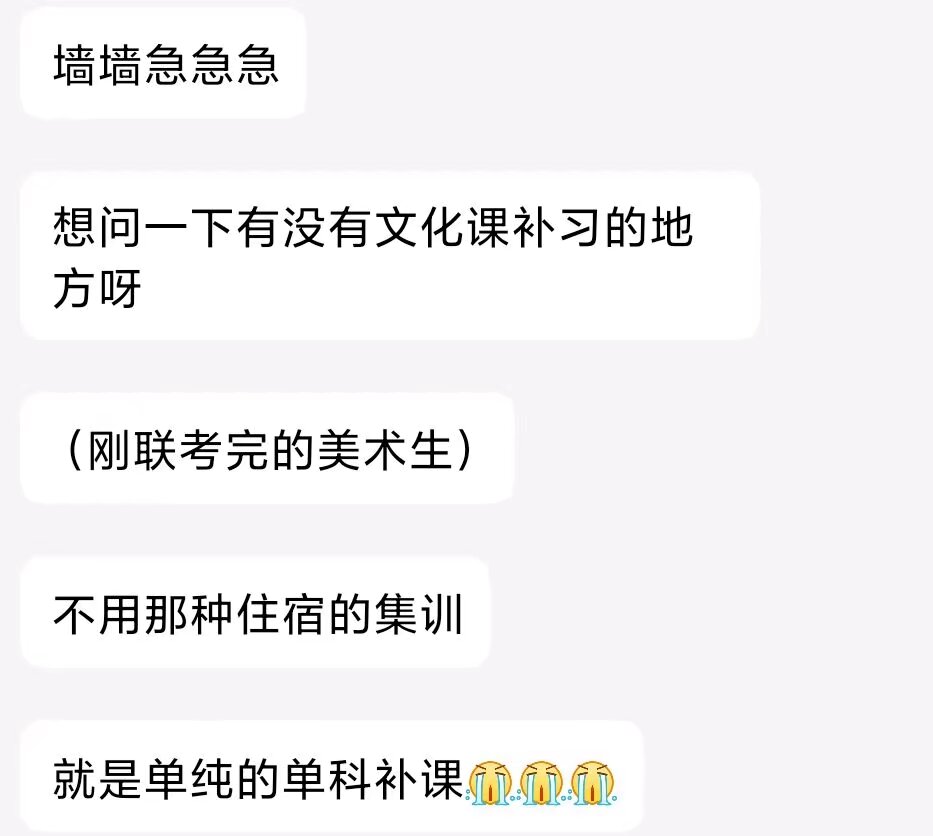 墙墙急急急
想问一下有没有文化课补习的地
方呀
（刚联考完的美术生）
不用那种住宿的集训
就是单纯的单科补课😭😭😭